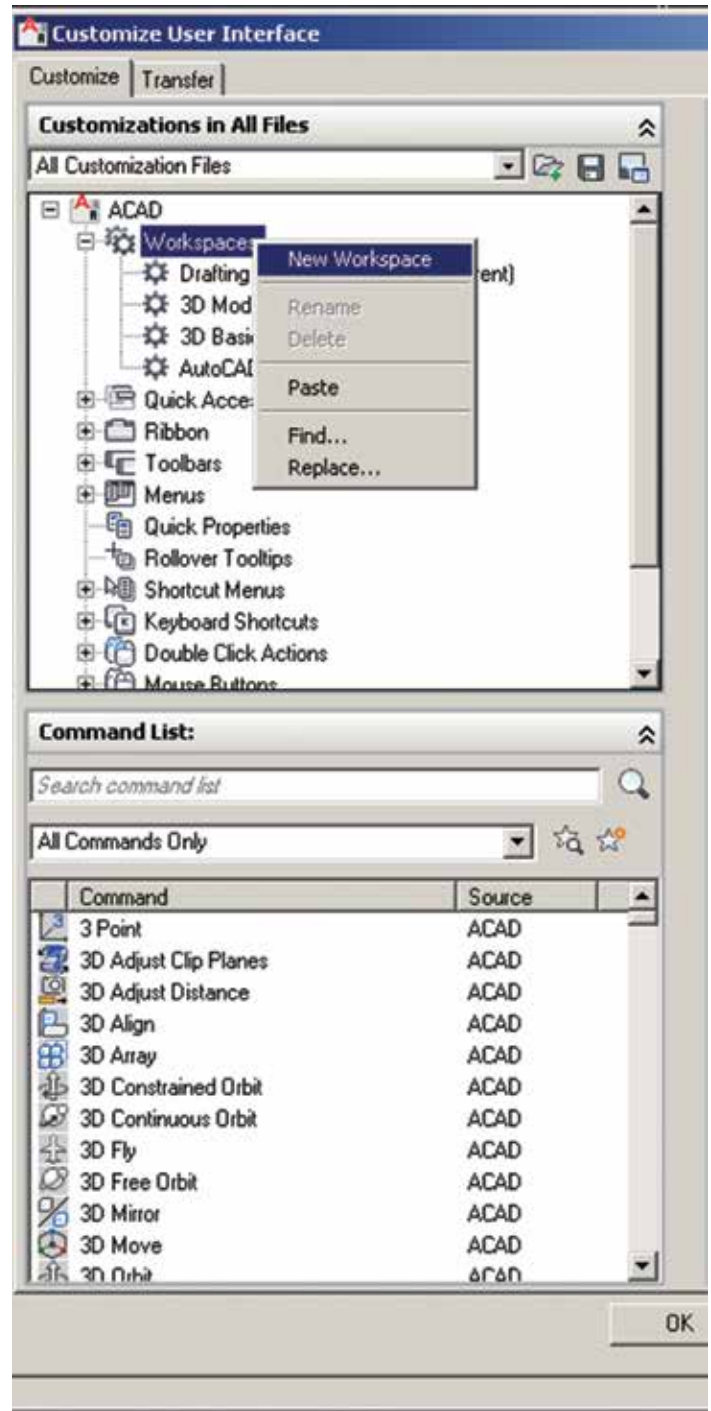 Customize User Interface
Customize Transfer
Customizations in All Files
All Customization Files
ACAD
Workspaces
New Workspace
Drafting ent)
3D Mod
Rename
3D Basi
Delete
AutoCAD
Paste
Quick Acce
Ribbon
Find...
Toolbars
Replace...
Menus
Quick Properties
Rollover Tooltips
Shortcut Menus
Keyboard Shortcuts
Double Click Actions
Mouse Buttons
Command List:
Search command list
All Commands Only
Command Source
3 Point ACAD
3D Adjust Clip Planes ACAD
3D Adjust Distance ACAD
3D Align ACAD
3D Array ACAD
3D Constrained Orbit ACAD
3D Continuous Orbit ACAD
3D Fly ACAD
3D Free Orbit ACAD
3D Mirror ACAD
3D Move ACAD
3D Orbit ACAD
OK